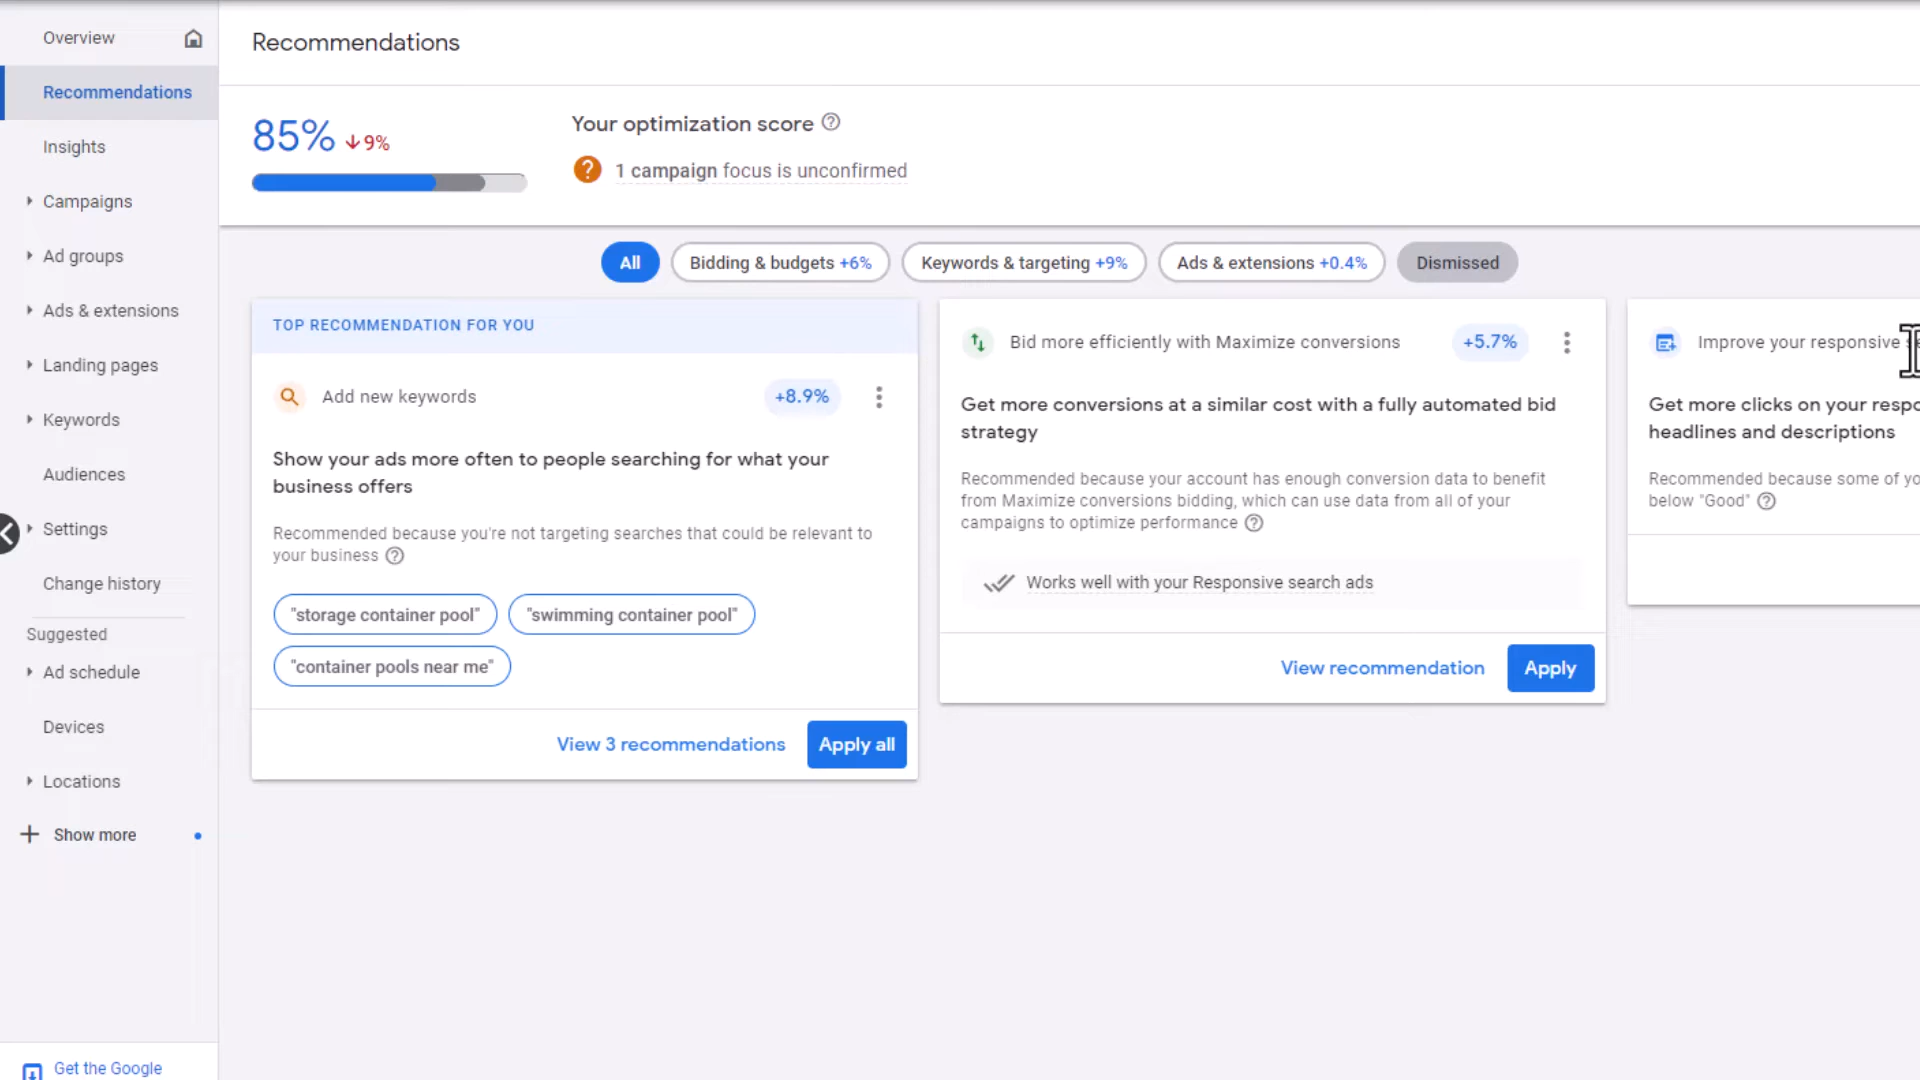 Overview
Recommendations
Insights
Campaigns
Ad groups
Ads & extensions
Landing pages
Keywords
Audiences
Settings
Change history
Suggested
Ad schedule
Devices
Locations
Show more
Get the Google
Recommendations
85% 9%
Your optimization score
1 campaign focus is unconfirmed
All
Bidding & budgets +6%
Keywords & targeting +9%
Ads & extensions +0.4%
Dismissed
TOP RECOMMENDATION FOR YOU
Add new keywords
+8.9%
Show your ads more often to people searching for what your
business offers
Recommended because you're not targeting searches that could be relevant to
your business
"storage container pool"
"swimming container pool"
"container pools near me"
View 3 recommendations
Apply all
Bid more efficiently with Maximize conversions
+5.7%
Get more conversions at a similar cost with a fully automated bid
strategy
Recommended because your account has enough conversion data to benefit
from Maximize conversions bidding, which can use data from all of your
campaigns to optimize performance
Works well with your Responsive search ads
View recommendation
Apply
Improve your responsive
Get more clicks on your respo
headlines and descriptions
Recommended because some of yo
below "Good"